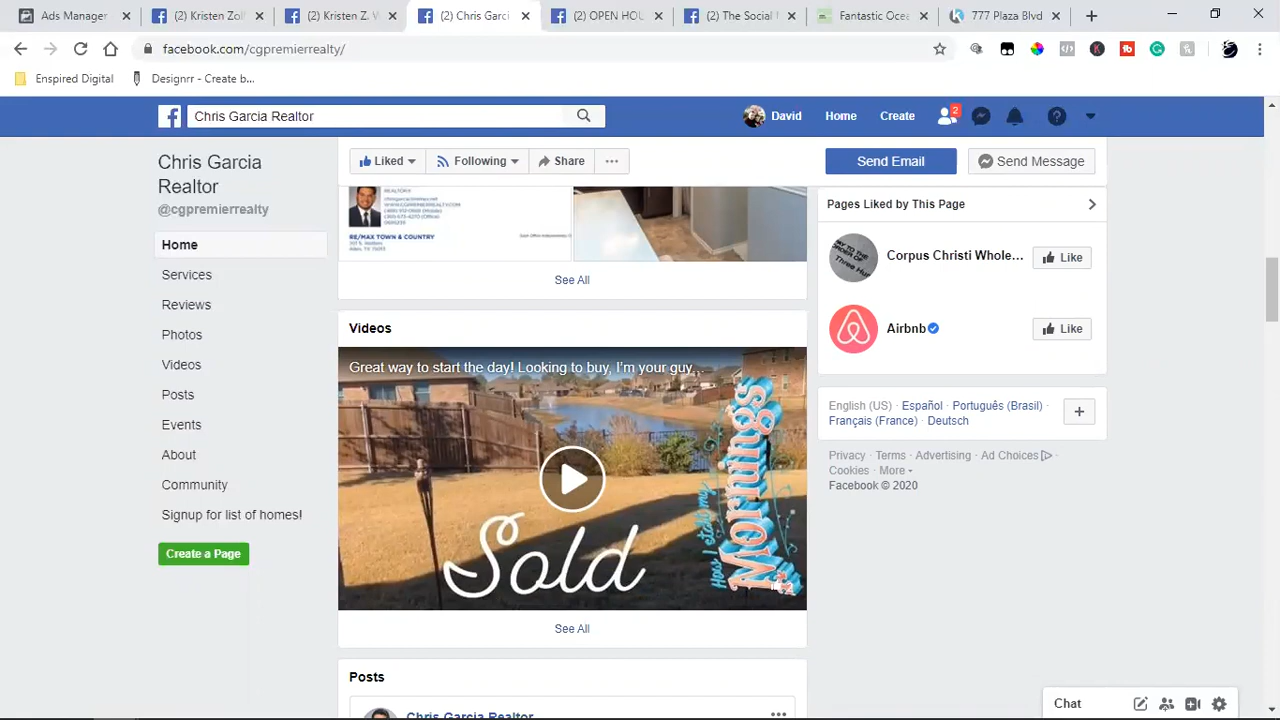 Ads Manager
(2) Kristen Zolf
(2) Kristen Z. W
(2) Chris Garci
(2) OPEN HOU
(2) The Social
Fantastic Ocea
777 Plaza Blvd
facebook.com/cgpremierrealty/
Enspired Digital
Designrr - Create b...
Chris Garcia Realtor
David
Home
Create
2
Chris Garcia
Realtor
@cgpremierrealty
Liked
Following
Share
Send Email
Send Message
Home
Services
Reviews
Photos
Videos
Posts
Events
About
Community
Signup for list of homes!
Create a Page
REALTOR®
RE/MAX TOWN & COUNTRY
See All
Videos
Great way to start the day! Looking to buy, I'm your guy...
Sold
How I start my
Mornings
See All
Posts
Chris Garcia Realtor
Pages Liked by This Page
Corpus Christi Whole...
Like
Airbnb
Like
English (US) · Español · Português (Brasil) ·
Français (France) · Deutsch
Privacy · Terms · Advertising · Ad Choices ·
Cookies · More
Facebook © 2020
Chat